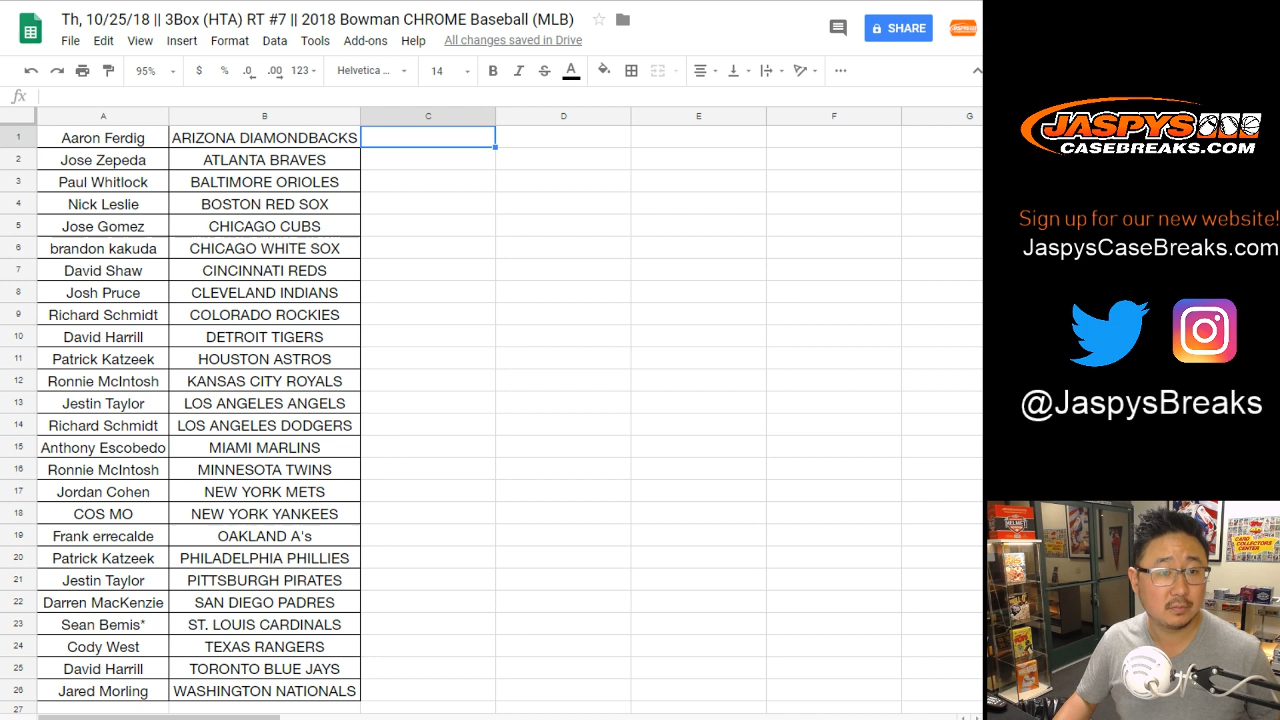 Th, 10/25/18 || 3Box (HTA) RT #7 || 2018 Bowman CHROME Baseball (MLB)
File Edit View Insert Format Data Tools Add-ons Help All changes saved in Drive
SHARE
95% $ % .0 .00 123 Helvetica ... 14 B I S A
fx
A B C D E F G
1 Aaron Ferdig ARIZONA DIAMONDBACKS
2 Jose Zepeda ATLANTA BRAVES
3 Paul Whitlock BALTIMORE ORIOLES
4 Nick Leslie BOSTON RED SOX
5 Jose Gomez CHICAGO CUBS
6 brandon kakuda CHICAGO WHITE SOX
7 David Shaw CINCINNATI REDS
8 Josh Pruce CLEVELAND INDIANS
9 Richard Schmidt COLORADO ROCKIES
10 David Harrill DETROIT TIGERS
11 Patrick Katzeek HOUSTON ASTROS
12 Ronnie McIntosh KANSAS CITY ROYALS
13 Jestin Taylor LOS ANGELES ANGELS
14 Richard Schmidt LOS ANGELES DODGERS
15 Anthony Escobedo MIAMI MARLINS
16 Ronnie McIntosh MINNESOTA TWINS
17 Jordan Cohen NEW YORK METS
18 COS MO NEW YORK YANKEES
19 Frank errecalde OAKLAND A's
20 Patrick Katzeek PHILADELPHIA PHILLIES
21 Jestin Taylor PITTSBURGH PIRATES
22 Darren MacKenzie SAN DIEGO PADRES
23 Sean Bemis* ST. LOUIS CARDINALS
24 Cody West TEXAS RANGERS
25 David Harrill TORONTO BLUE JAYS
26 Jared Morling WASHINGTON NATIONALS
27
JASPYS
CASEBREAKS.COM
Sign up for our new website!
JaspysCaseBreaks.com
@JaspysBreaks
HELMET
CARD
COLLECTORS
CENTER